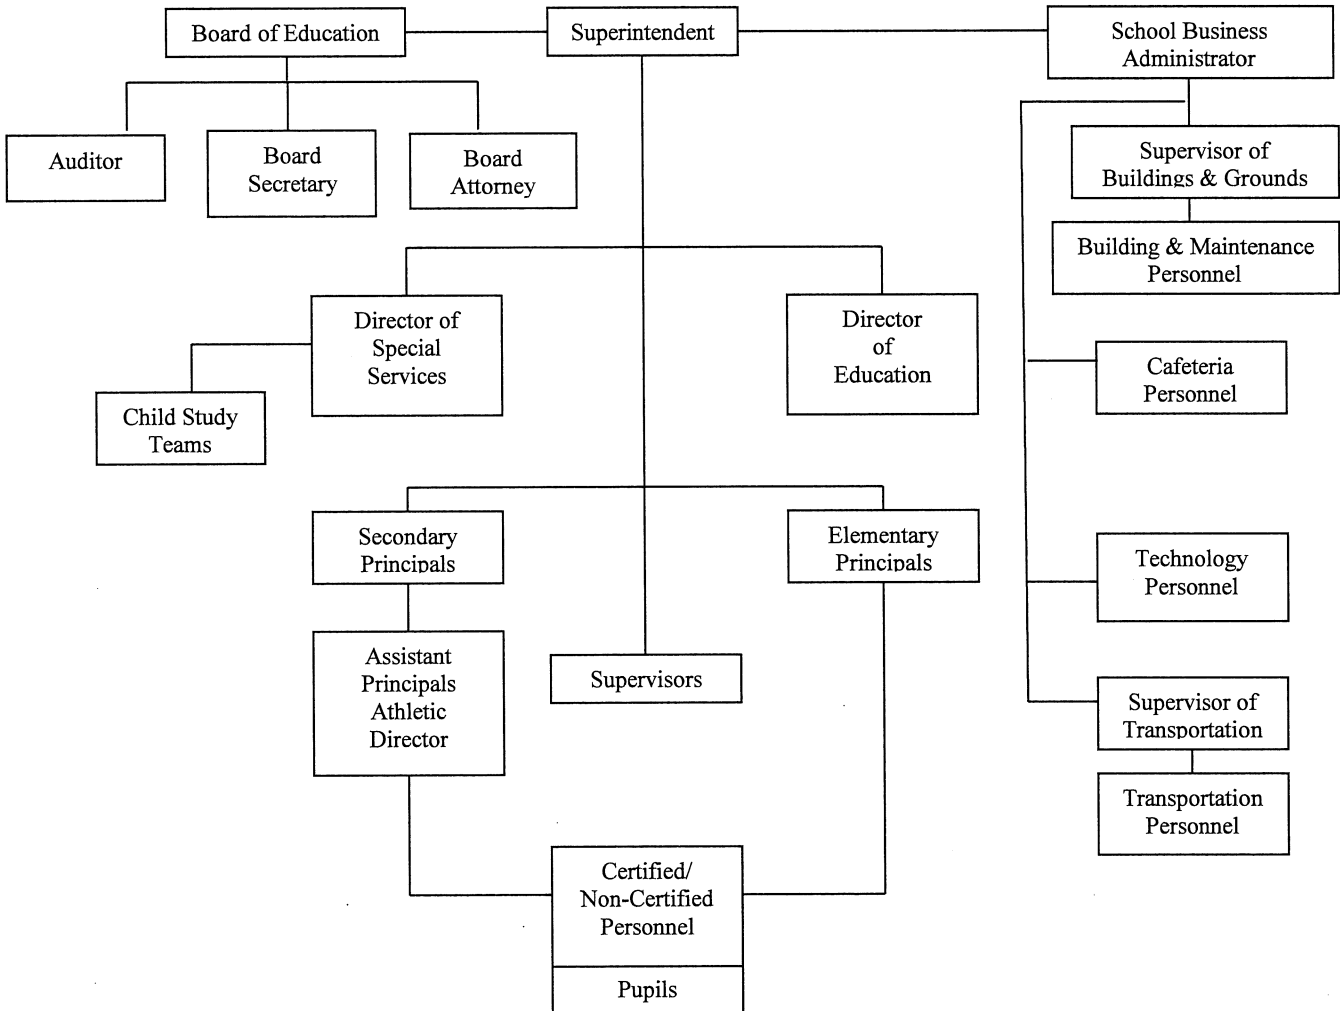 Board of Education
Superintendent
School Business
Administrator
Auditor
Board
Secretary
Board
Attorney
Supervisor of
Buildings & Grounds
Building & Maintenance
Personnel
Director of
Special
Services
Director
of
Education
Child Study
Teams
Cafeteria
Personnel
Secondary
Principals
Elementary
Principals
Technology
Personnel
Assistant
Principals
Athletic
Director
Supervisors
Supervisor of
Transportation
Transportation
Personnel
Certified/
Non-Certified
Personnel
Pupils